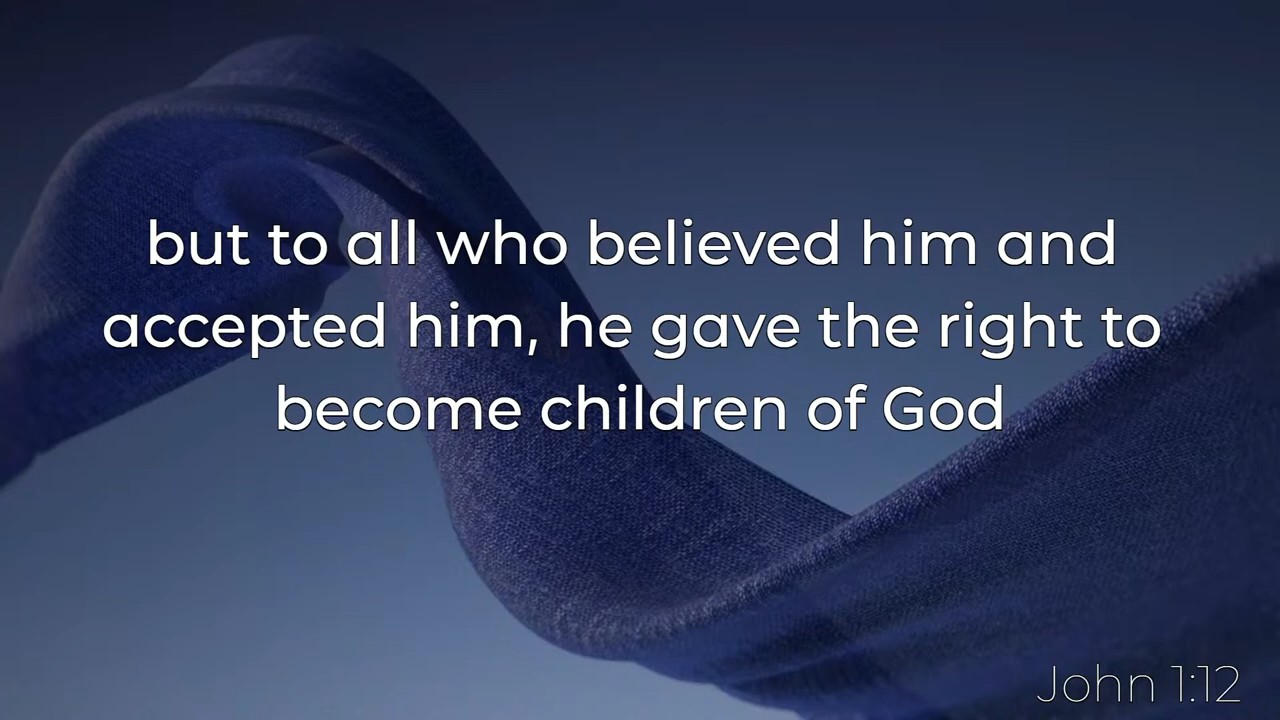 but to all who believed him and
accepted him, he gave the right to
become children of God
John 1:12